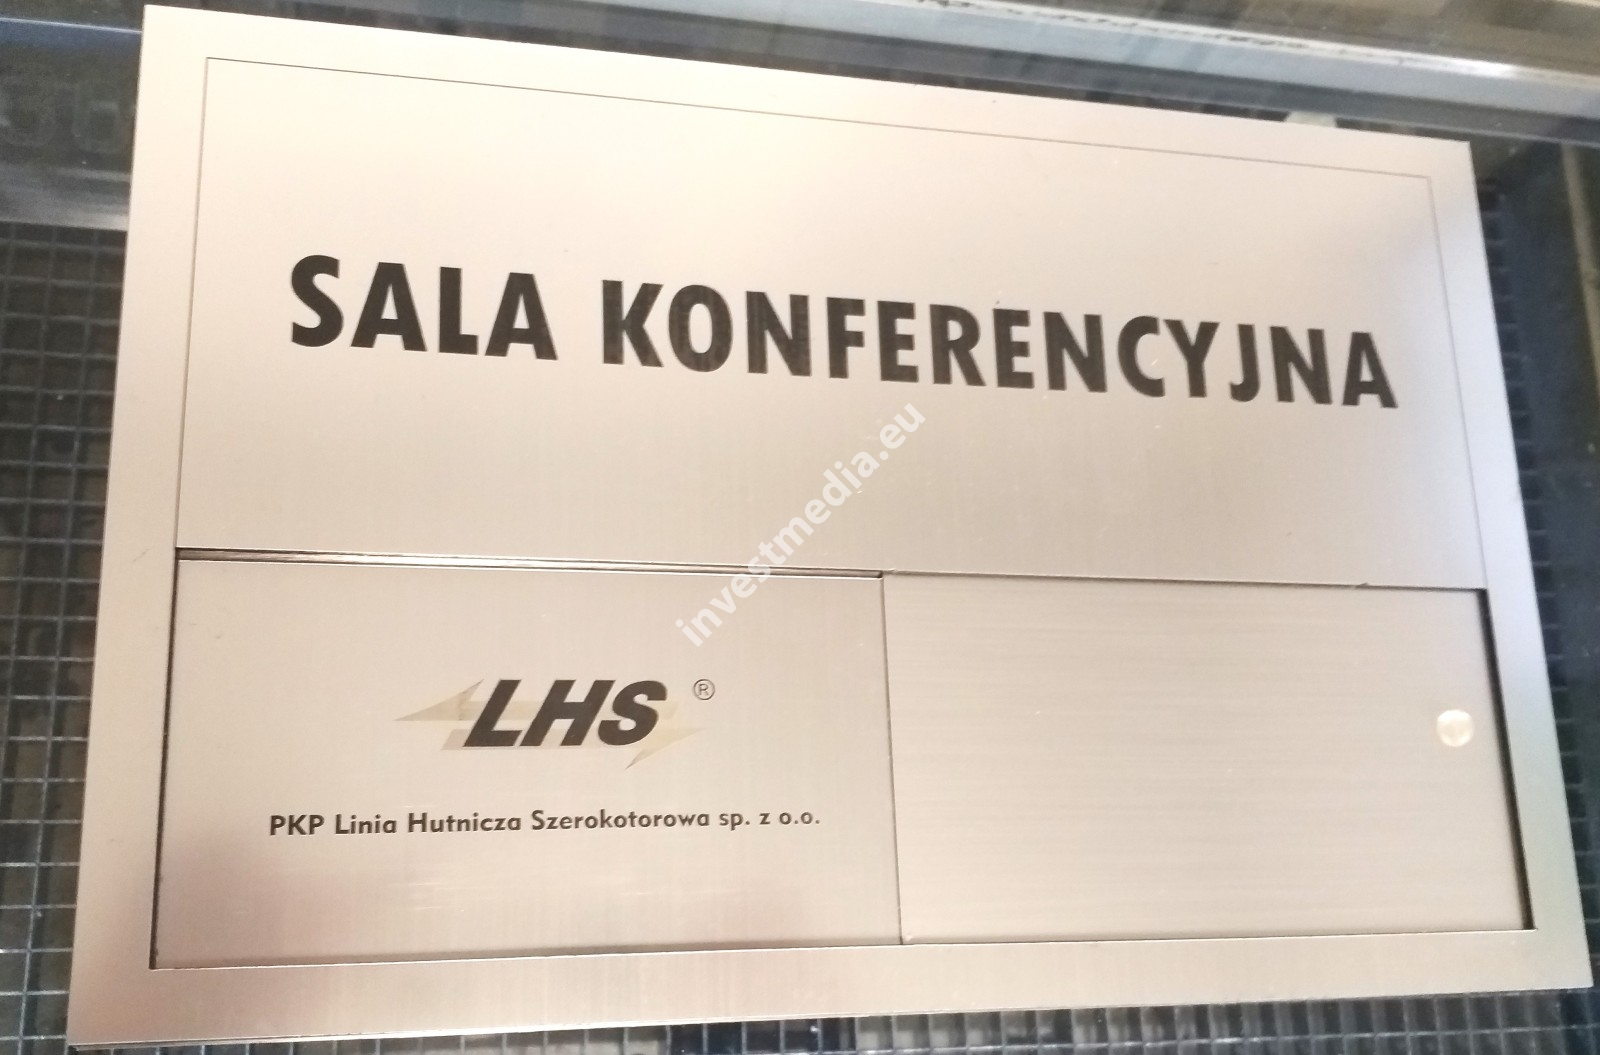 SALA KONFERENCYJNA
investmedia.eu
LHS ®
PKP Linia Hutnicza Szerokotorowa sp. z o.o.